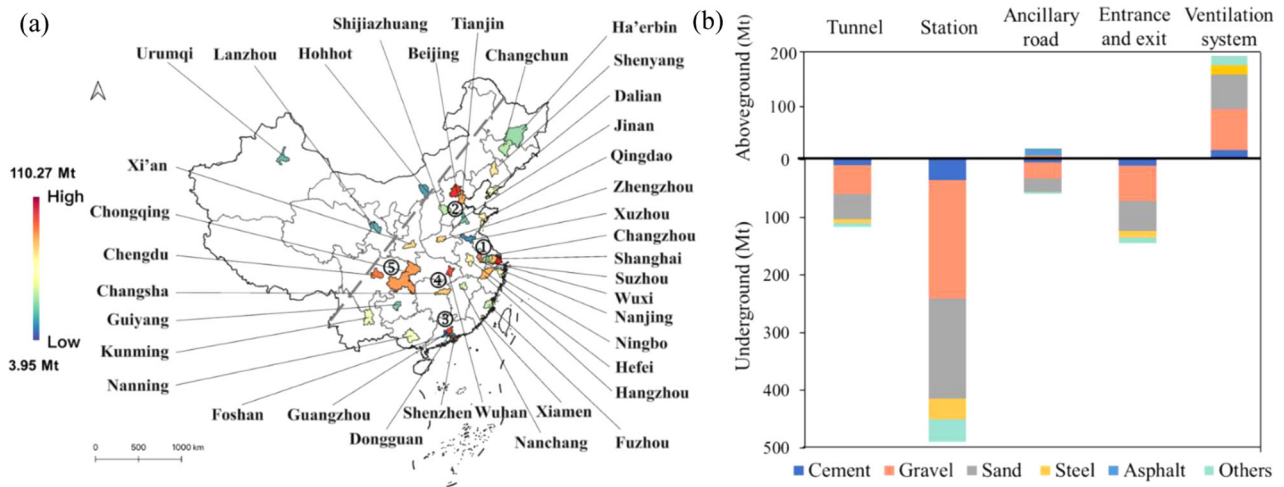 (a)
Shijiazhuang
Tianjin
Ha’erbin
Urumqi
Lanzhou
Hohhot
Beijing
Changchun
Shenyang
Dalian
Jinan
Qingdao
Xi’an
Zhengzhou
110.27 Mt
High
Chongqing
Xuzhou
②
Changzhou
①
Chengdu
Shanghai
⑤
Suzhou
④
Changsha
Wuxi
Guiyang
③
Nanjing
Low
Kunming
Ningbo
3.95 Mt
Hefei
Nanning
Hangzhou
Foshan
Guangzhou
Shenzhen
Wuhan
Xiamen
Dongguan
Nanchang
Fuzhou
0 500 1000 km
(b)
Tunnel
Station
Ancillary
road
Entrance
and exit
Ventilation
system
Aboveground (Mt)
200
100
0
Underground (Mt)
100
200
300
400
500
Cement
Gravel
Sand
Steel
Asphalt
Others